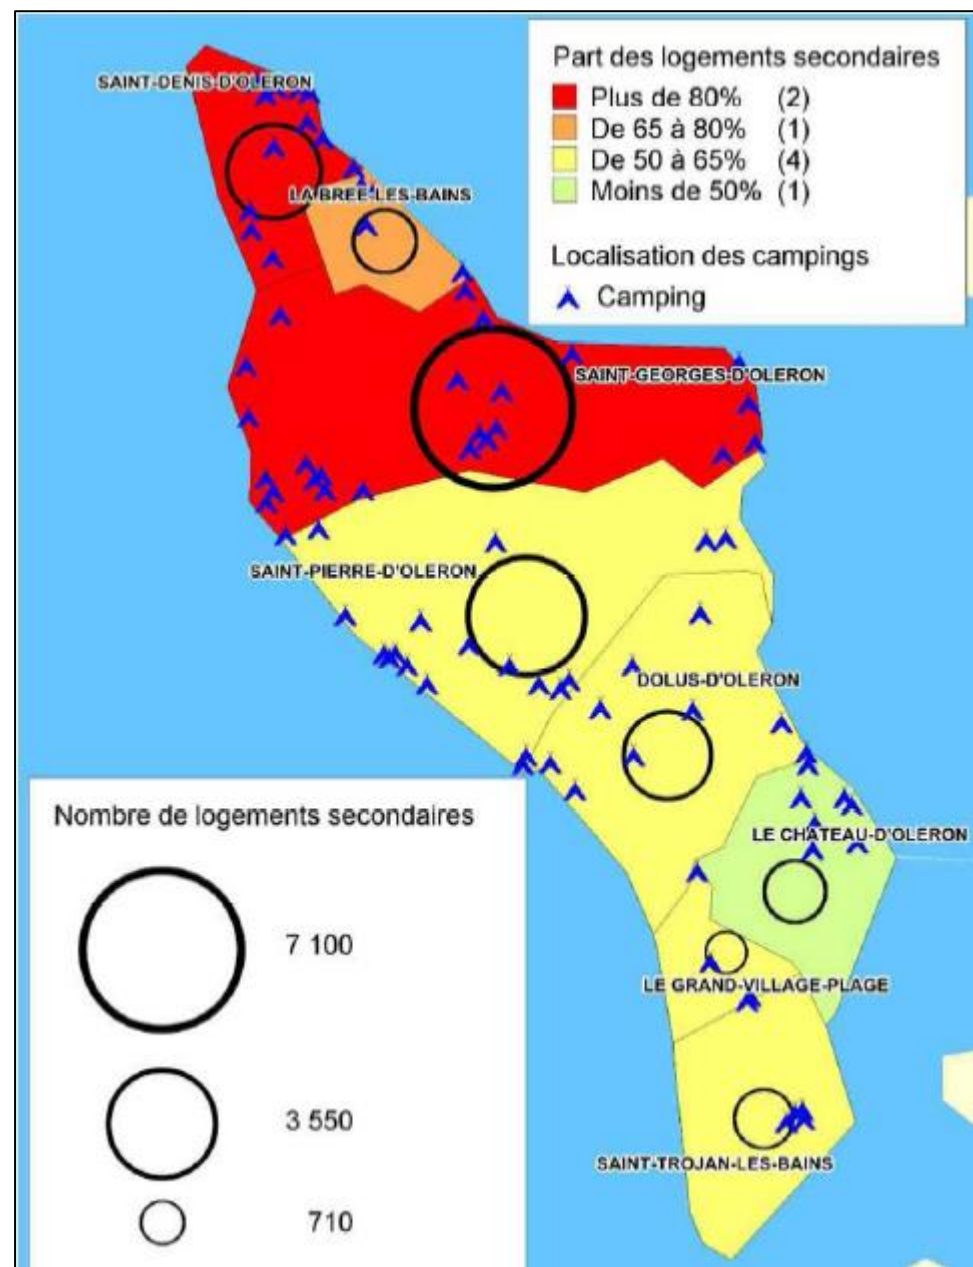 Part des logements secondaires
Plus de 80% (2)
De 65 à 80% (1)
De 50 à 65% (4)
Moins de 50% (1)
Localisation des campings
Camping
SAINT-DENIS-D'OLERON
LA BREE-LES-BAINS
SAINT-GEORGES-D'OLERON
SAINT-PIERRE-D'OLERON
DOLUS-D'OLERON
LE CHATEAU-D'OLERON
LE GRAND-VILLAGE-PLAGE
SAINT-TROJAN-LES-BAINS
Nombre de logements secondaires
7 100
3 550
710